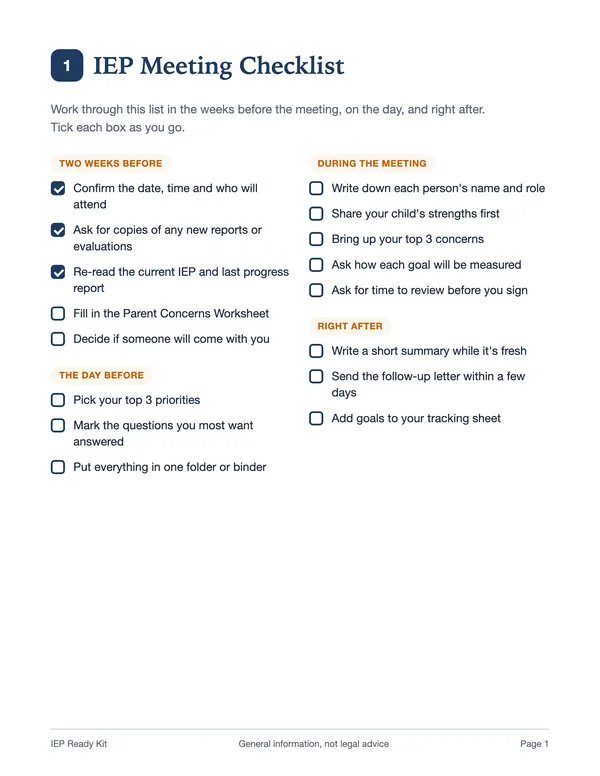 1 IEP Meeting Checklist
Work through this list in the weeks before the meeting, on the day, and right after.
Tick each box as you go.
TWO WEEKS BEFORE
Confirm the date, time and who will
attend
Ask for copies of any new reports or
evaluations
Re-read the current IEP and last progress
report
Fill in the Parent Concerns Worksheet
Decide if someone will come with you
THE DAY BEFORE
Pick your top 3 priorities
Mark the questions you most want
answered
Put everything in one folder or binder
DURING THE MEETING
Write down each person's name and role
Share your child's strengths first
Bring up your top 3 concerns
Ask how each goal will be measured
Ask for time to review before you sign
RIGHT AFTER
Write a short summary while it's fresh
Send the follow-up letter within a few
days
Add goals to your tracking sheet
IEP Ready Kit
General information, not legal advice
Page 1